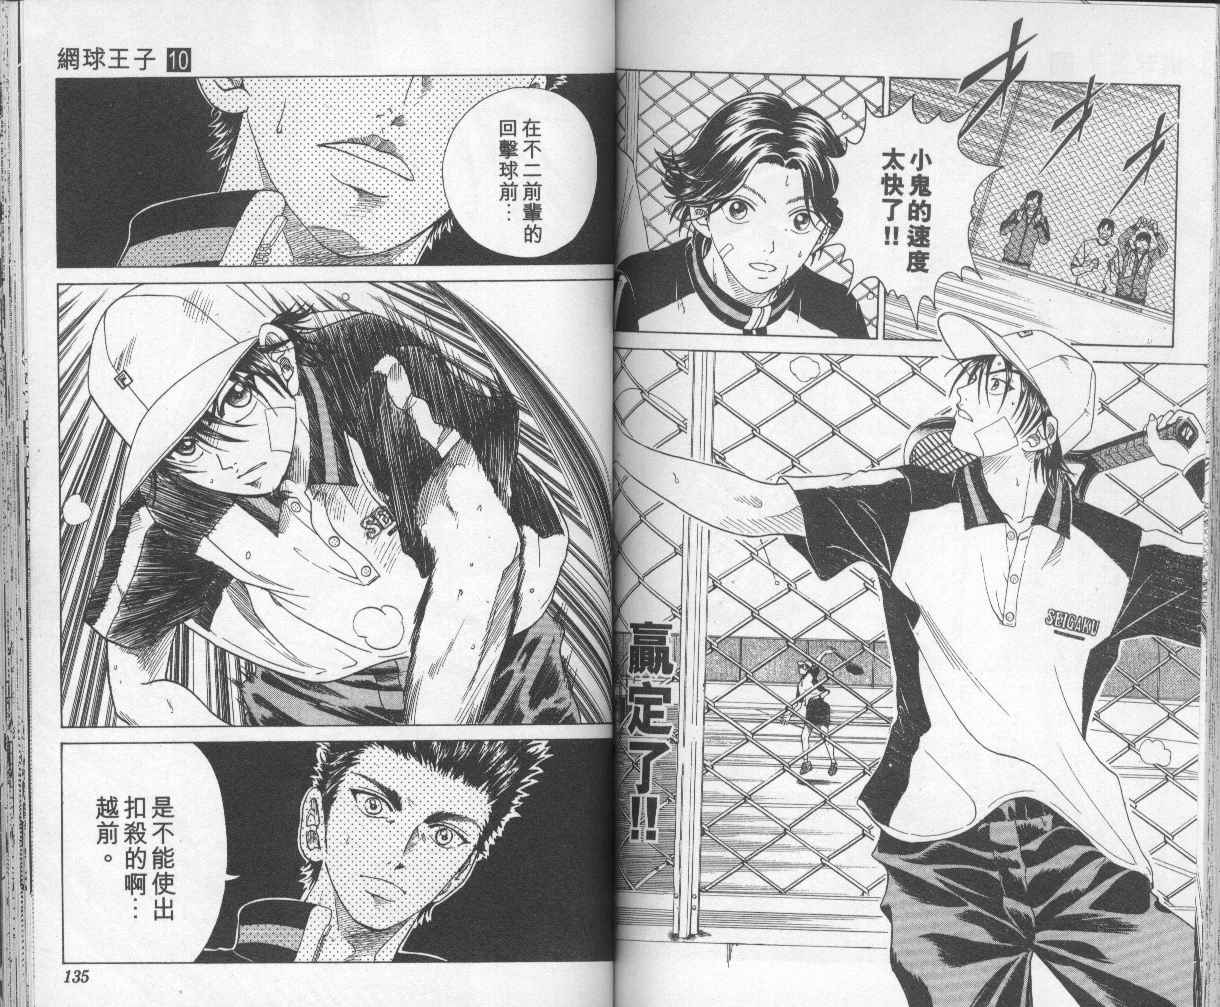 小鬼的速度
太快了!!
SEIGAKU
贏定了!!
網球王子 10
在不二前輩的
回擊球前…
SEI
是不能使出
扣殺的啊…
越前。
135